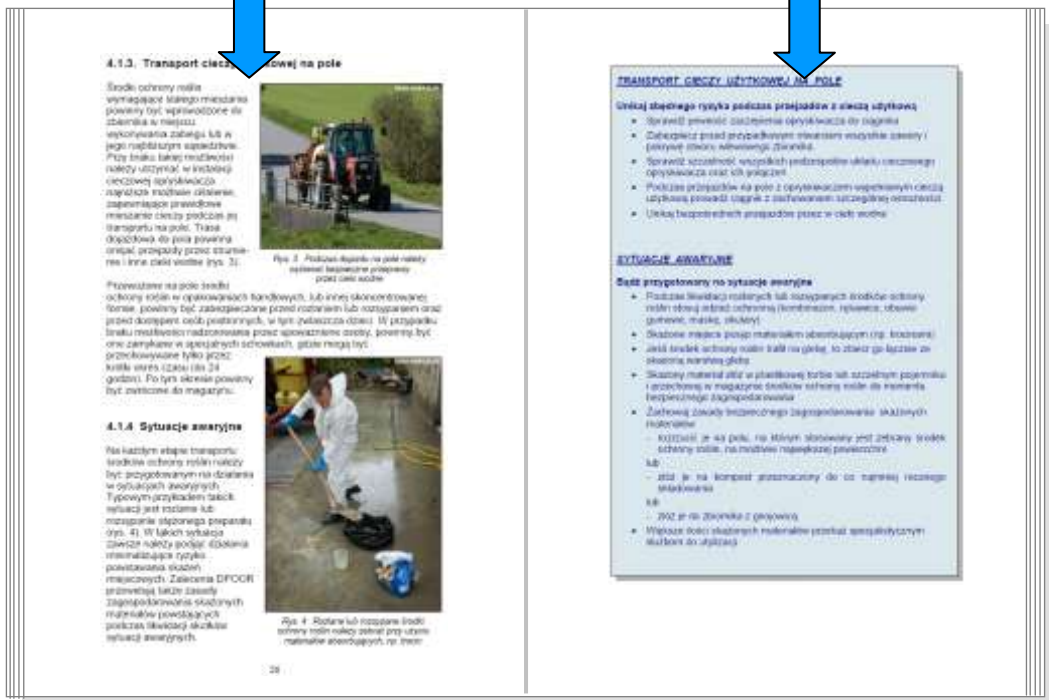 4.1.3. Transport cieczy użytkowej na pole
Środki ochrony roślin
wymagające stałego mieszania
powinny być wprowadzone do
zbiornika w miejscu
wykonywania zabiegu lub w
jego najbliższym sąsiedztwie.
Przy braku takiej możliwości
należy utrzymać w instalacji
cieczowej opryskiwacza
najniższe możliwe ciśnienie,
zapewniające prawidłowe
mieszanie cieczy podczas jej
transportu na pole. Trasa
dojazdowa do pola powinna
omijać przejazdy przez strumie-
nie i inne cieki wodne (rys. 3).
Rys. 3 Podczas dojazdu na pole należy
wybierać bezpieczne przeprawy
przez cieki wodne
Przewożone na pole środki
ochrony roślin w opakowaniach handlowych, lub innej skoncentrowanej
formie, powinny być zabezpieczone przed rozlaniem lub rozsypaniem oraz
przed dostępem osób postronnych, w tym (zwłaszcza dzieci). W przypadku
braku możliwości nadzorowania przez upoważnione osoby, powinny być
one zamykane w specjalnych schowkach, gdzie mogą być
przechowywane tylko przez
krótki okres czasu (do 24
godzin). Po tym okresie powinny
być zwrócone do magazynu.
4.1.4 Sytuacje awaryjne
Na każdym etapie transportu
środków ochrony roślin należy
być przygotowanym na działania
w sytuacjach awaryjnych.
Typowym przykładem takich
sytuacji jest rozlanie lub
rozsypanie stężonego preparatu
(rys. 4). W takich sytuacja
zawsze należy podjąć działania
minimalizujące ryzyko
powstawania skażeń
miejscowych. Zalecenia DPOOR
przewidują także zasady
zagospodarowania skażonych
materiałów powstających
podczas likwidacji skutków
sytuacji awaryjnych.
Rys. 4 Rozlane lub rozsypane środki
ochrony roślin należy zebrać przy użyciu
materiałów absorbujących, np. trocin
28
TRANSPORT CIECZY UŻYTKOWEJ NA POLE
Unikaj zbędnego ryzyka podczas przejazdów z cieczą użytkową
• Sprawdź pewność zaczepienia opryskiwacza do ciągnika
• Zabezpiecz przed przypadkowym otwarciem wszystkie zawory i
pokrywę otworu wlewowego zbiornika
• Sprawdź szczelność wszystkich podzespołów układu cieczowego
opryskiwacza oraz ich połączeń
• Podczas przejazdów na pole z opryskiwaczem wypełnionym cieczą
użytkową prowadź ciągnik z zachowaniem szczególnej ostrożności
• Unikaj bezpośrednich przejazdów przez w cieki wodne
SYTUACJE AWARYJNE
Bądź przygotowany na sytuacje awaryjne
• Podczas likwidacji rozlanych lub rozsypanych środków ochrony
roślin stosuj odzież ochronną (kombinezon, rękawice, obuwie
gumowe, maskę, okulary)
• Skażone miejsca posyp materiałem absorbującym (np. trocinami)
• Jeśli środek ochrony roślin trafił na glebę, to zbierz go łącznie ze
skażoną warstwą gleby
• Skażony materiał złóż w plastikowej torbie lub szczelnym pojemniku
i przechowuj w magazynie środków ochrony roślin do momentu
bezpiecznego zagospodarowania
• Zachowaj zasady bezpiecznego zagospodarowania skażonych
materiałów
- rozrzuć je na polu, na którym stosowany jest zebrany środek
ochrony roślin, na możliwie największej powierzchni
lub
- złóż je na kompost przeznaczony do co najmniej rocznego
składowania
lub
- złóż je do zbiornika z gnojowicą
• Większe ilości skażonych materiałów przekaż specjalistycznym
służbom do utylizacji